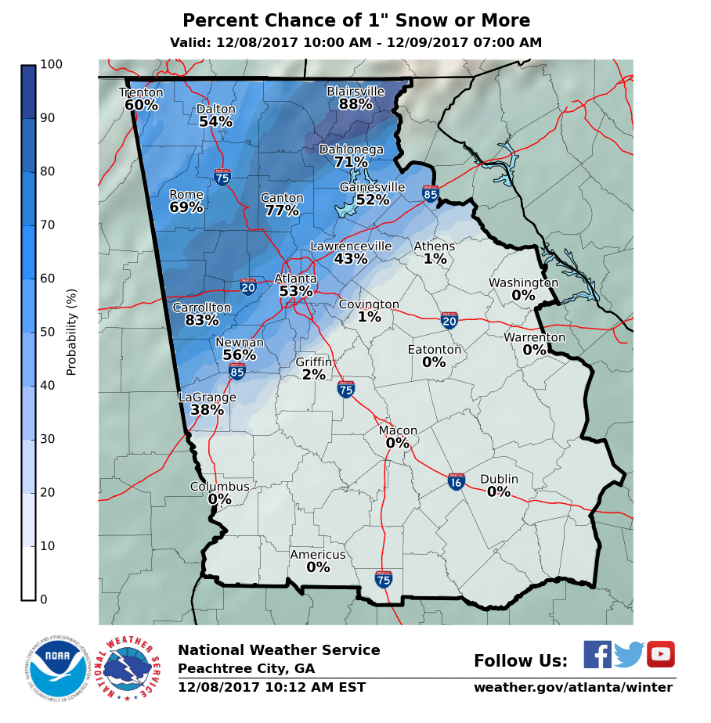 Percent Chance of 1" Snow or More
Valid: 12/08/2017 10:00 AM - 12/09/2017 07:00 AM
100
90
80
70
60
50
40
30
20
10
0
Probability (%)
Trenton
60%
Dalton
54%
Blairsville
88%
Dahlonega
71%
75
Rome
69%
Canton
77%
Gainesville
52%
85
Lawrenceville
43%
Athens
1%
Atlanta
53%
20
Washington
0%
Carrollton
83%
Covington
1%
20
Newnan
56%
Warrenton
0%
Eatonton
0%
Griffin
2%
85
75
LaGrange
38%
Macon
0%
Columbus
0%
16
Dublin
0%
Americus
0%
75
NOAA
NATIONAL WEATHER SERVICE
National Weather Service
Peachtree City, GA
12/08/2017 10:12 AM EST
Follow Us:
weather.gov/atlanta/winter